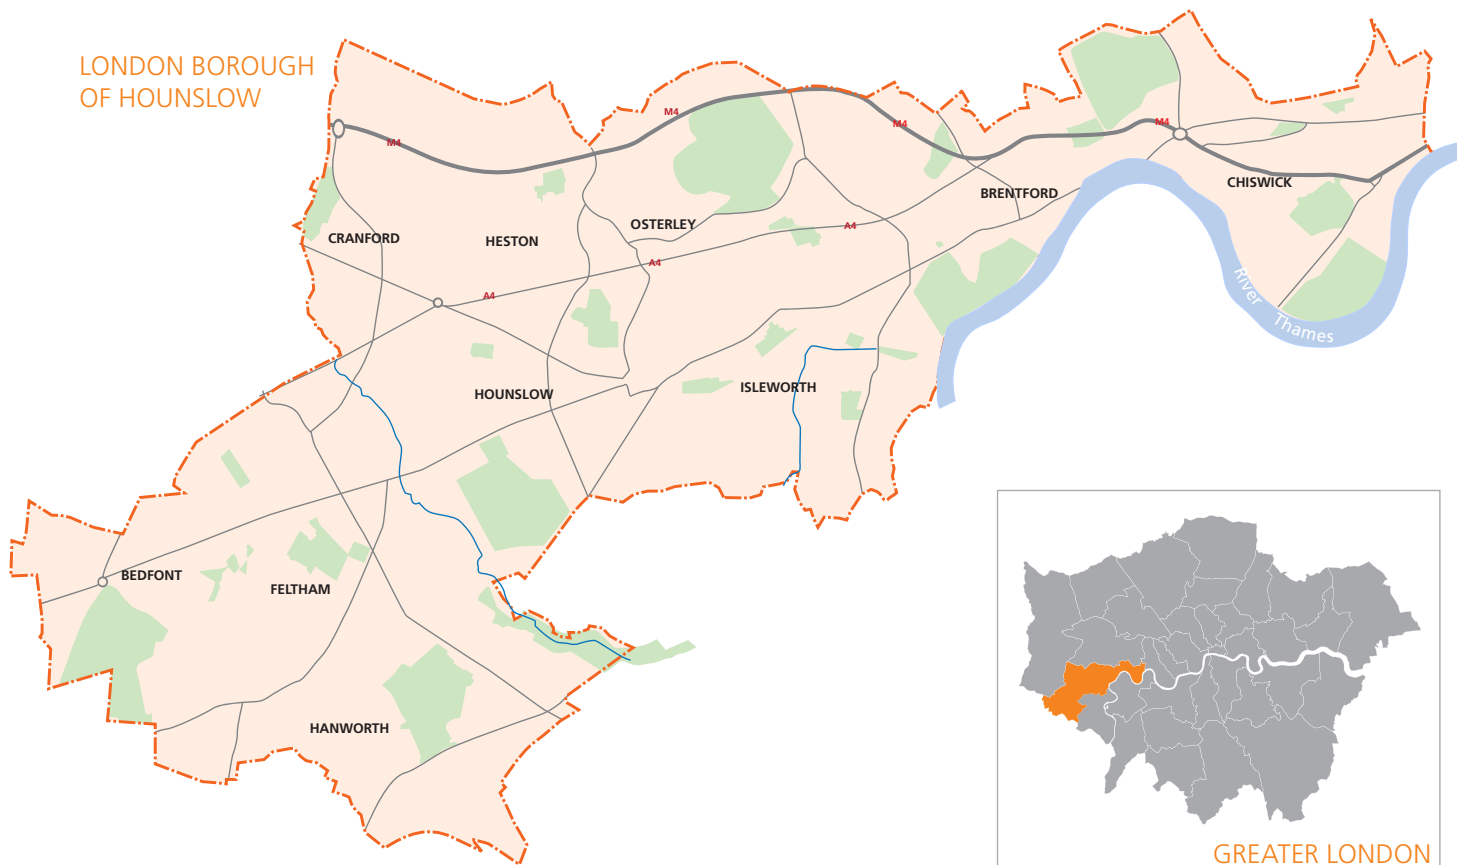 LONDON BOROUGH
OF HOUNSLOW
M4
M4
M4
M4
BRENTFORD
CHISWICK
OSTERLEY
A4
CRANFORD
HESTON
A4
A4
River Thames
HOUNSLOW
ISLEWORTH
BEDFONT
FELTHAM
HANWORTH
GREATER LONDON